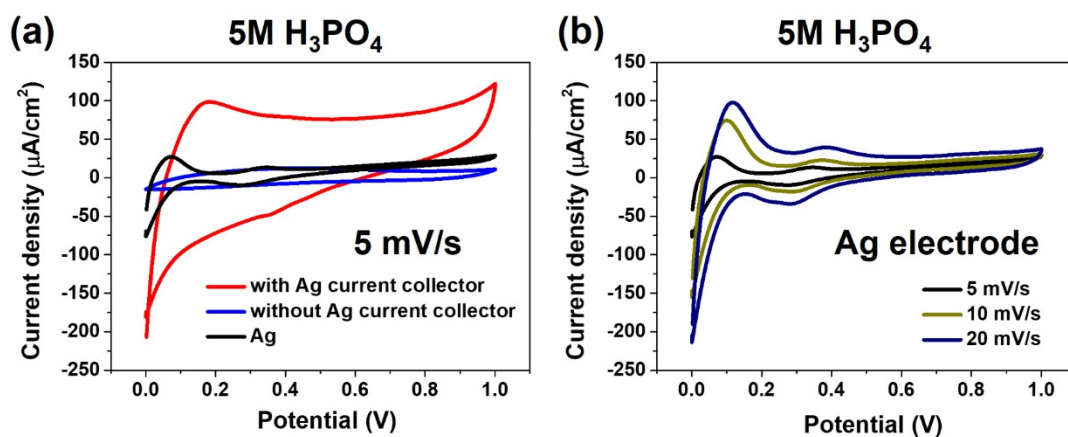 (a)
5M H₃PO₄
Current density (μA/cm²)
150
100
50
0
-50
-100
-150
-200
-250
5 mV/s
with Ag current collector
without Ag current collector
Ag
0.0 0.2 0.4 0.6 0.8 1.0
Potential (V)
(b)
5M H₃PO₄
Current density (μA/cm²)
150
100
50
0
-50
-100
-150
-200
-250
Ag electrode
5 mV/s
10 mV/s
20 mV/s
0.0 0.2 0.4 0.6 0.8 1.0
Potential (V)